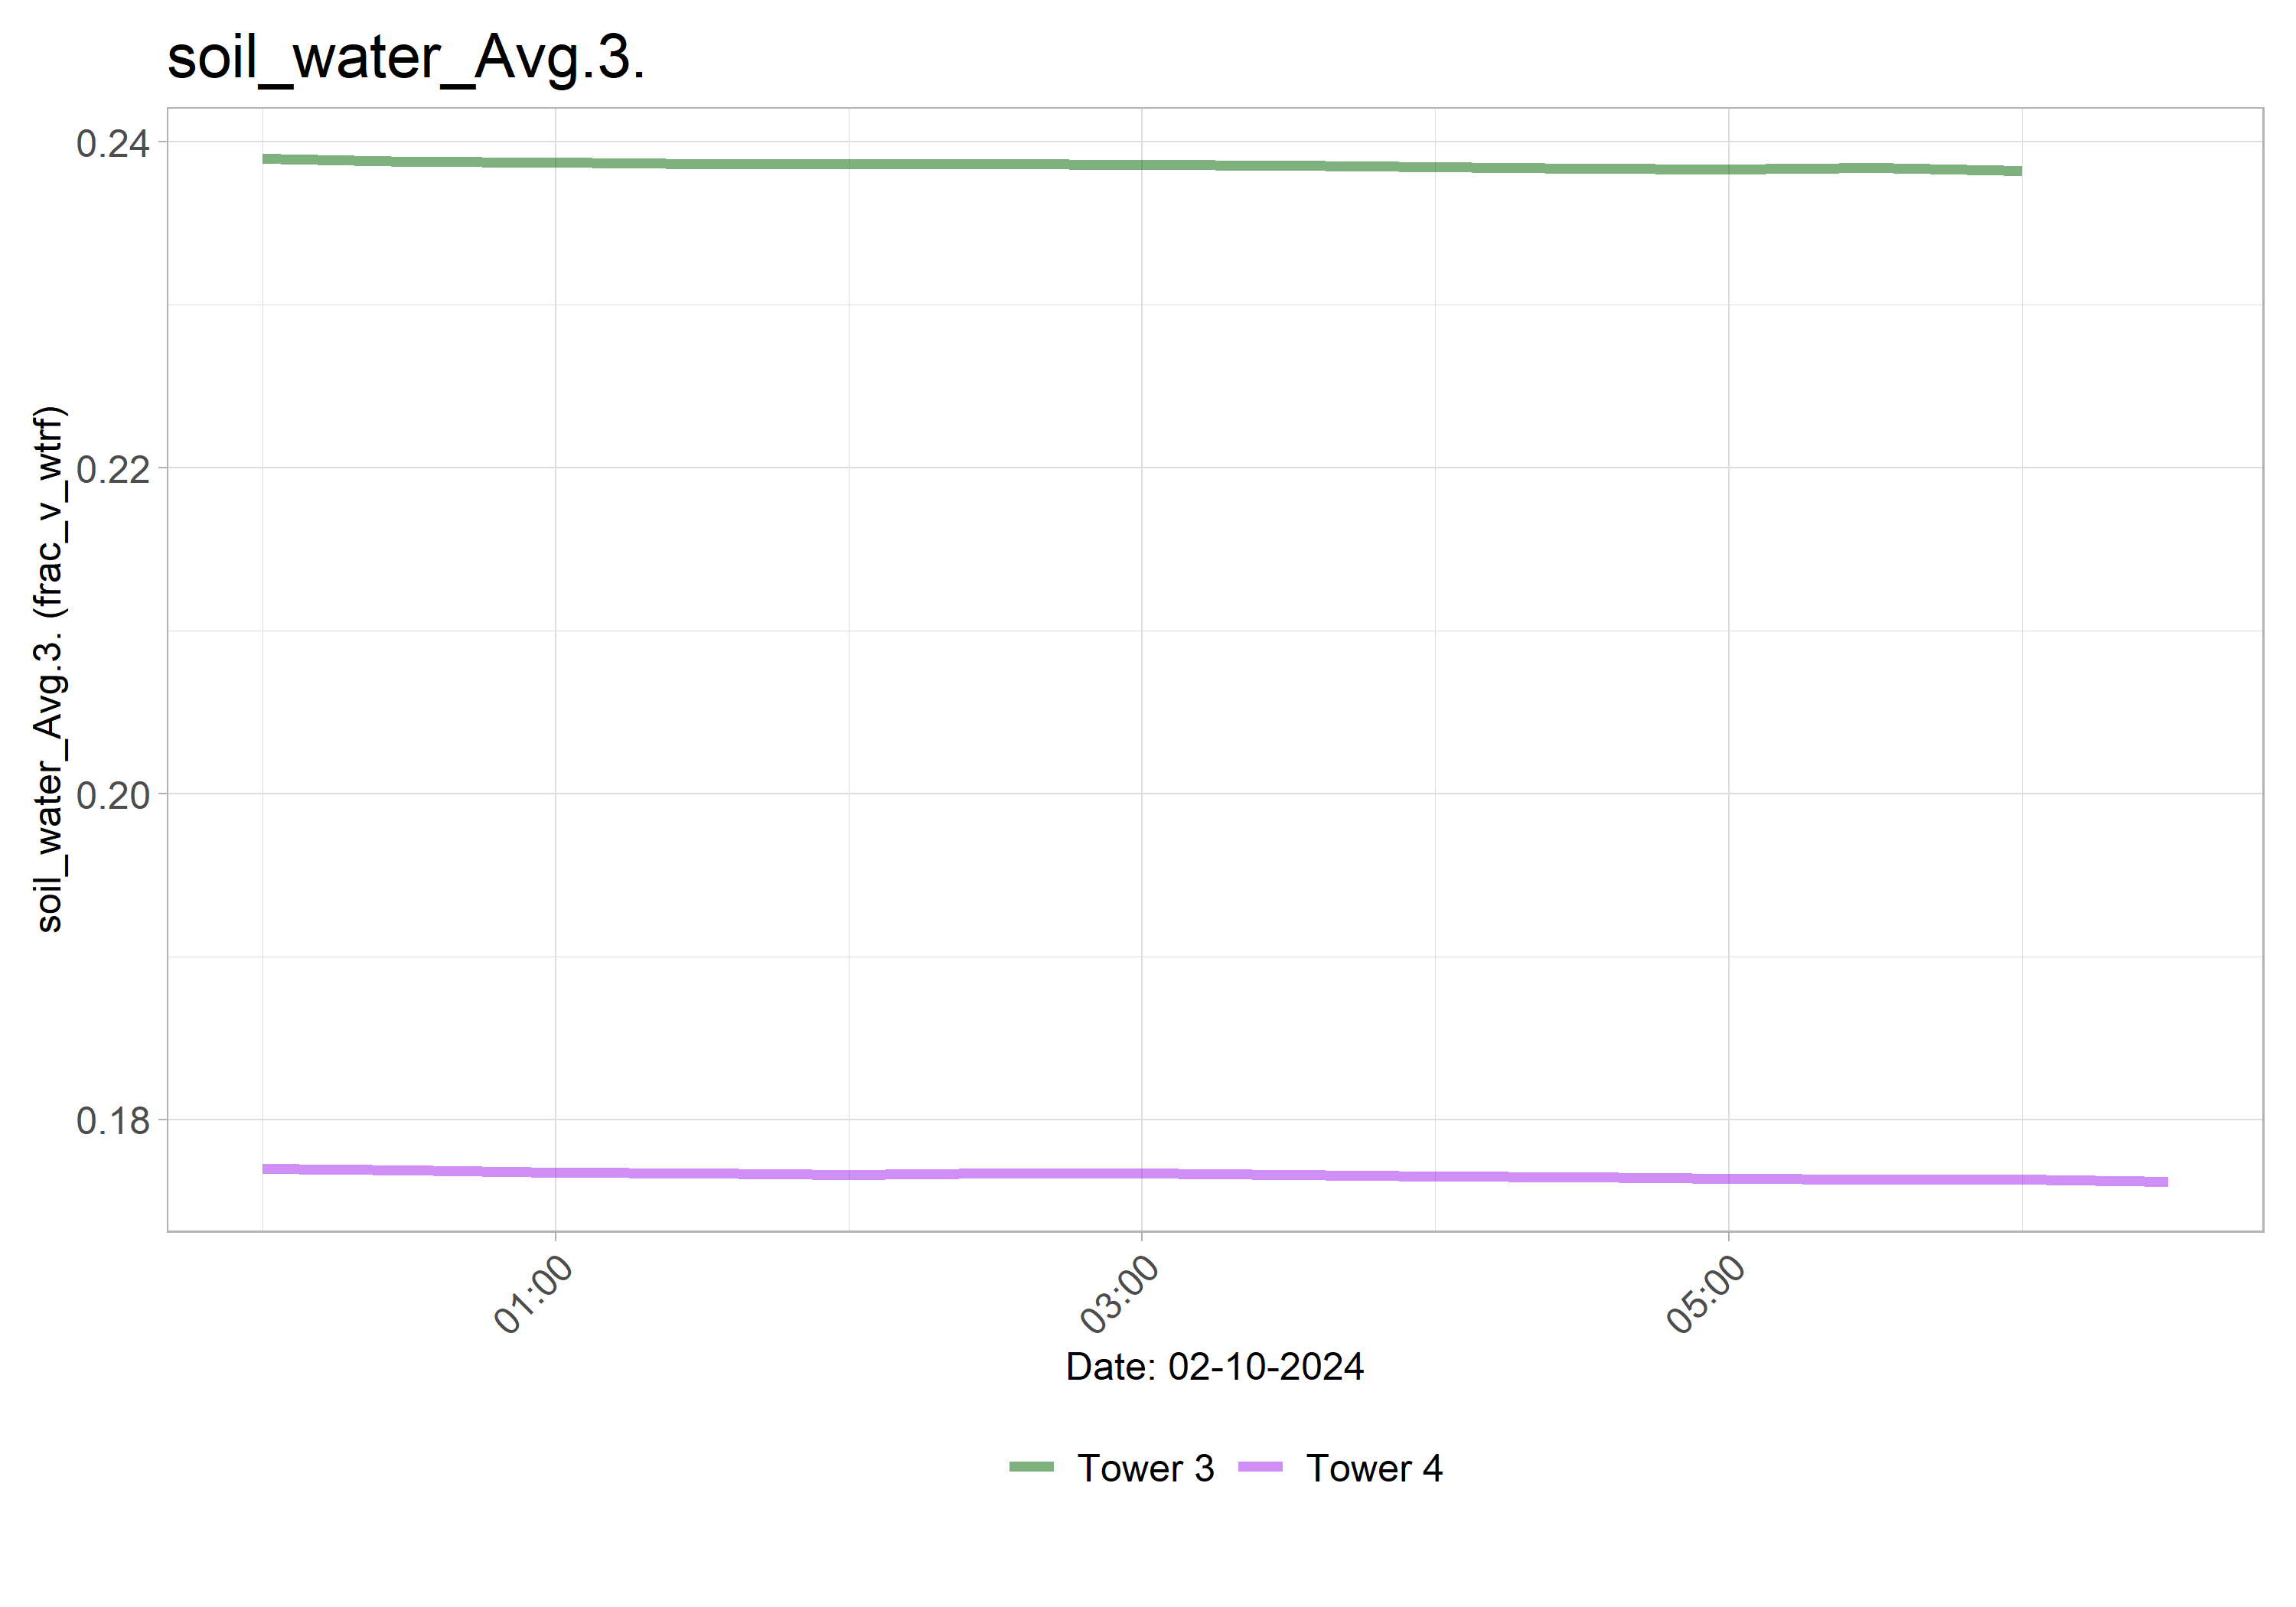 soil_water_Avg.3.
soil_water_Avg.3. (frac_v_wtrf)
0.24
0.22
0.20
0.18
01:00
03:00
05:00
Date: 02-10-2024
Tower 3
Tower 4